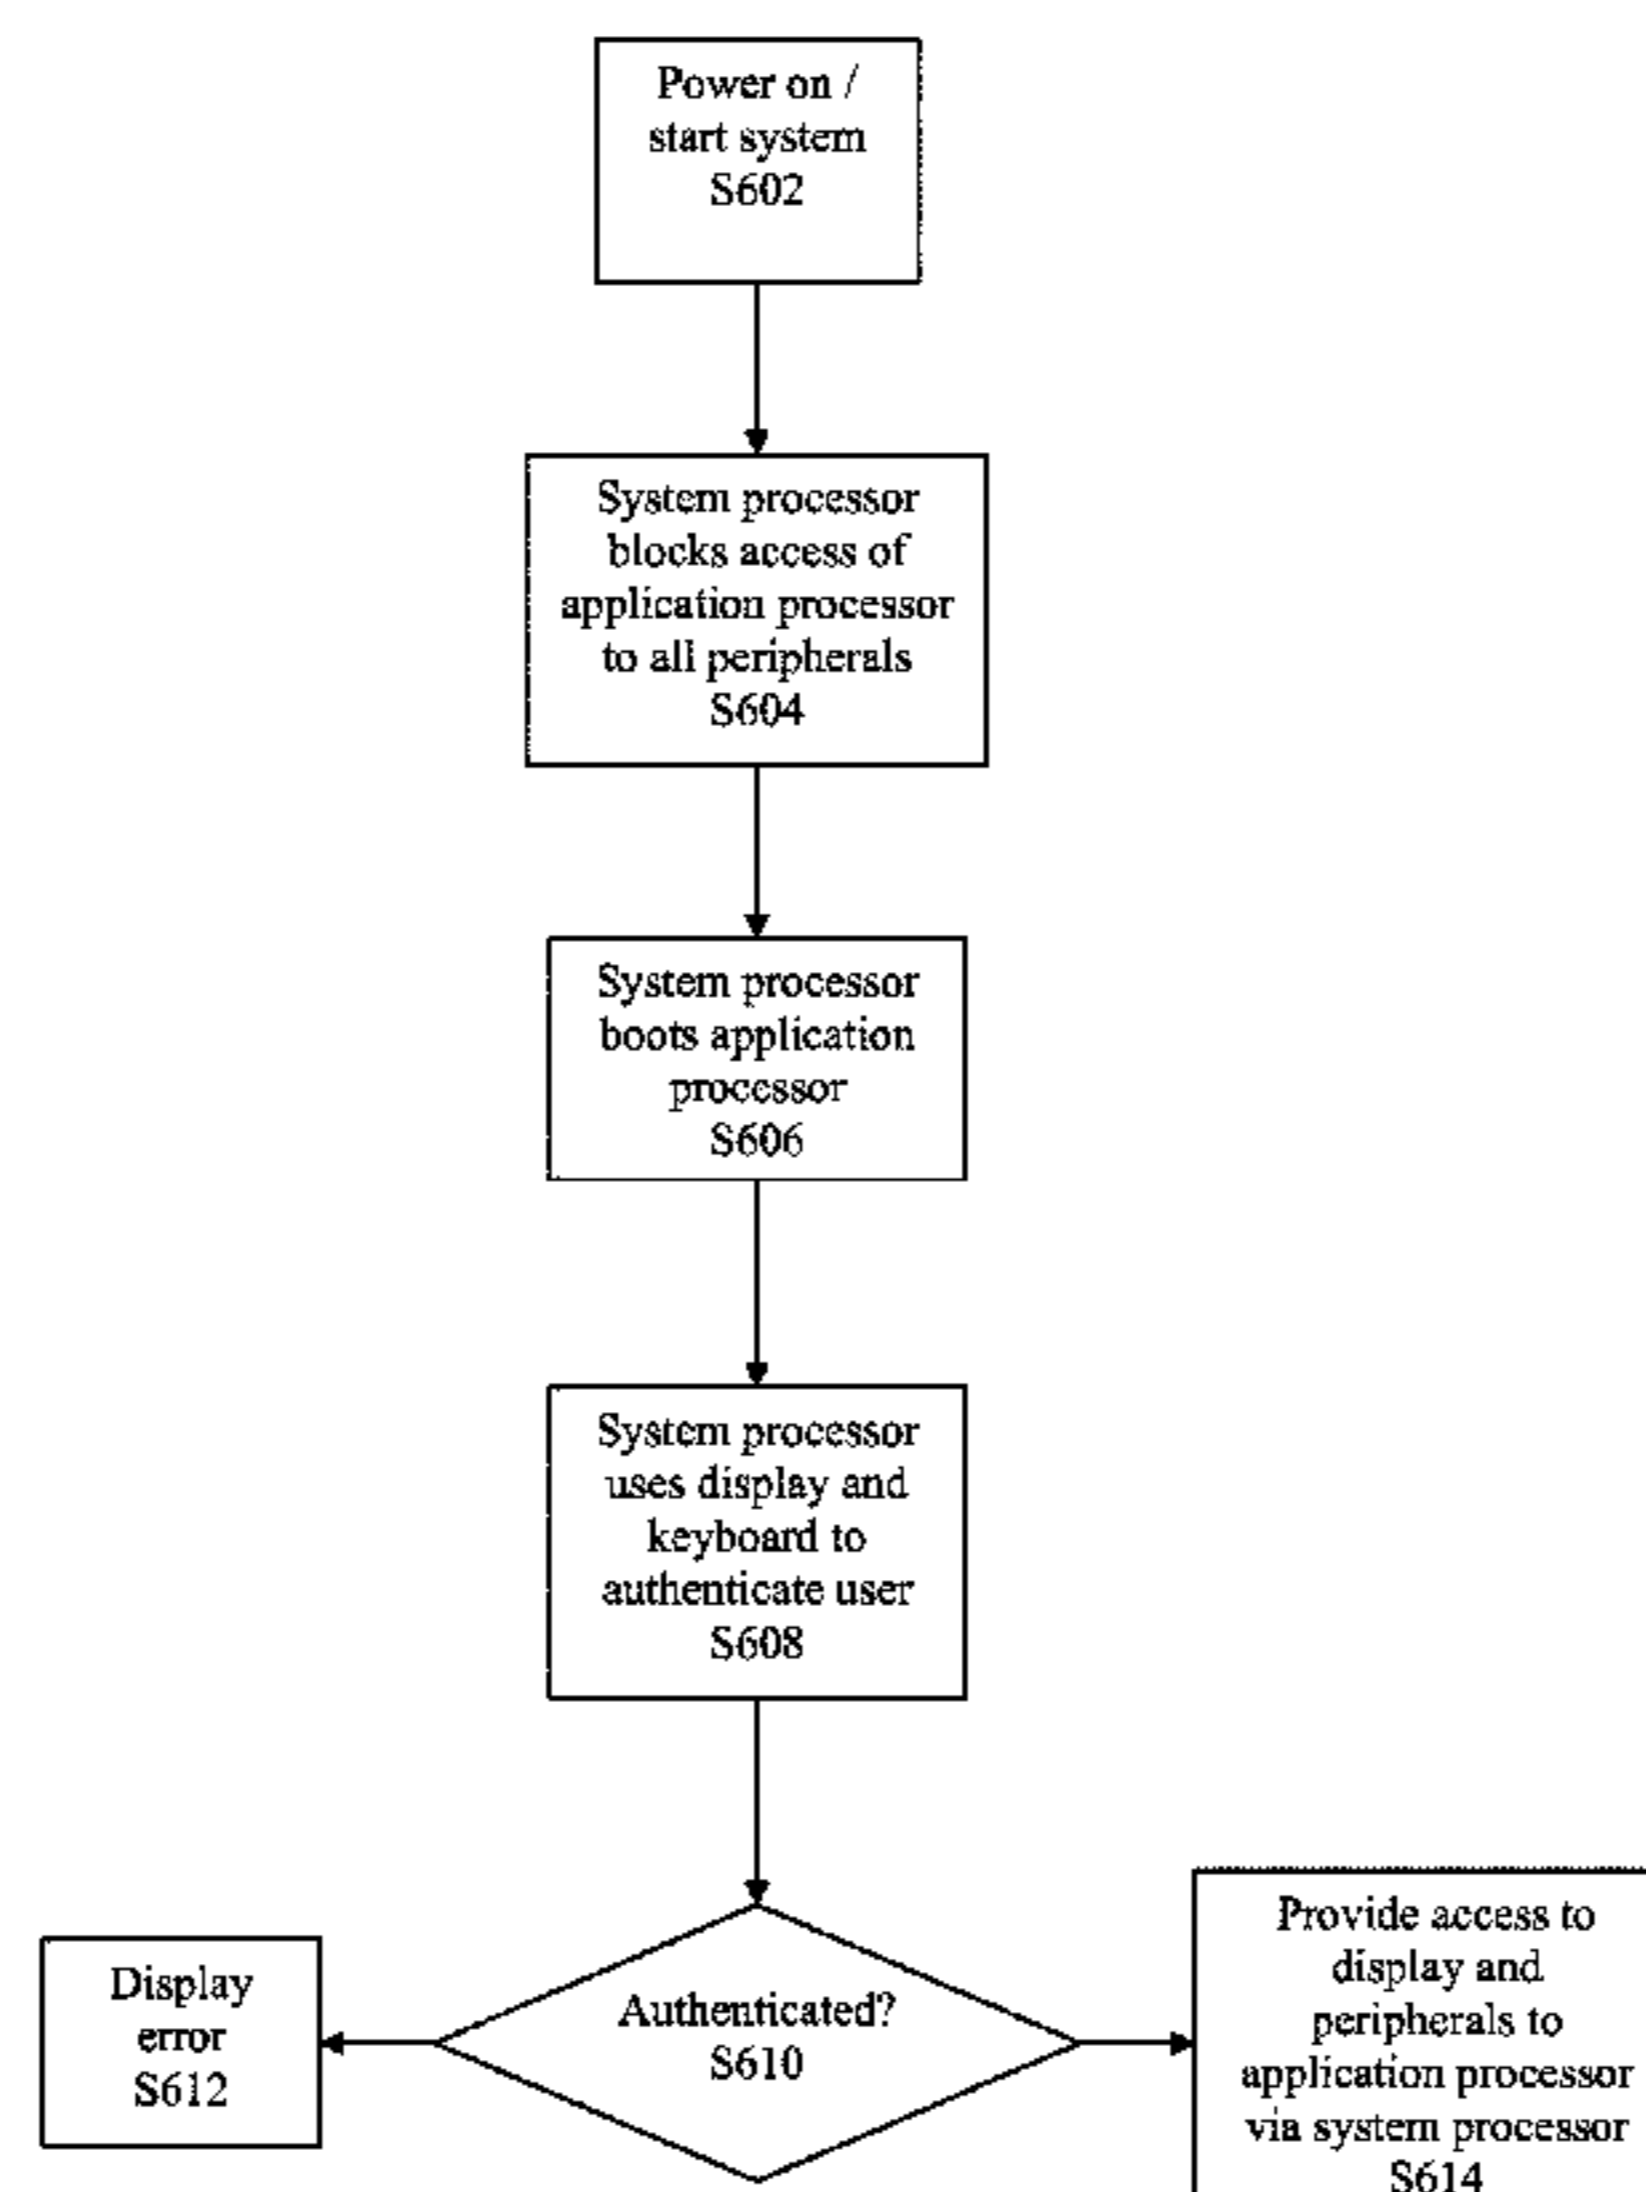 Power on /
start system
S602
System processor
blocks access of
application processor
to all peripherals
S604
System processor
boots application
processor
S606
System processor
uses display and
keyboard to
authenticate user
S608
Authenticated?
S610
Display
error
S612
Provide access to
display and
peripherals to
application processor
via system processor
S614